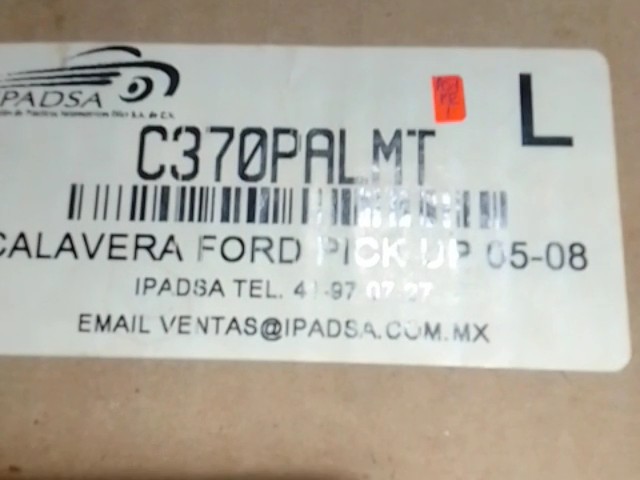 IPADSA
L
C370PALMT
CALAVERA FORD PICK UP 05-08
IPADSA TEL. 41-97 07-27
EMAIL VENTAS@IPADSA.COM.MX